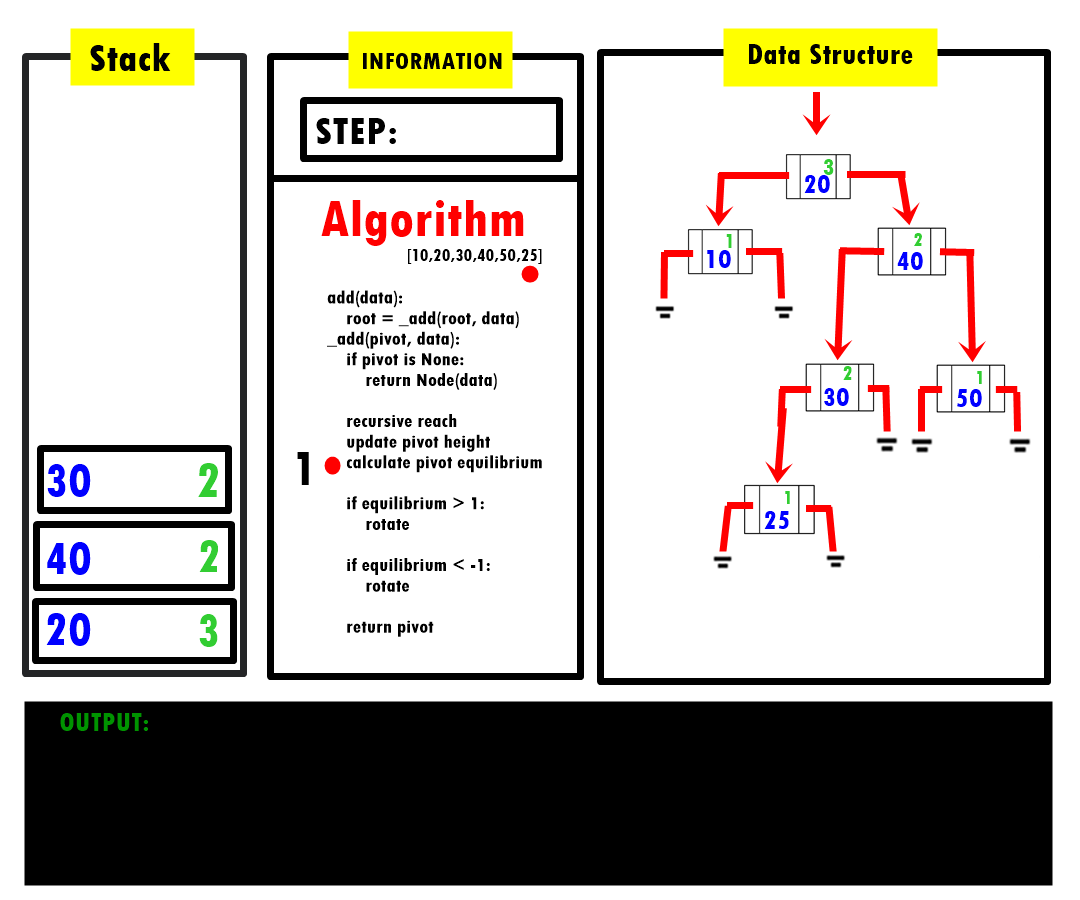 Stack
30 2
40 2
20 3
INFORMATION
STEP:
Algorithm
[10,20,30,40,50,25]
add(data):
root = _add(root, data)
_add(pivot, data):
if pivot is None:
return Node(data)
recursive reach
update pivot height
1 calculate pivot equilibrium
if equilibrium > 1:
rotate
if equilibrium < -1:
rotate
return pivot
Data Structure
3
20
1
10
2
40
2
30
1
50
1
25
OUTPUT: